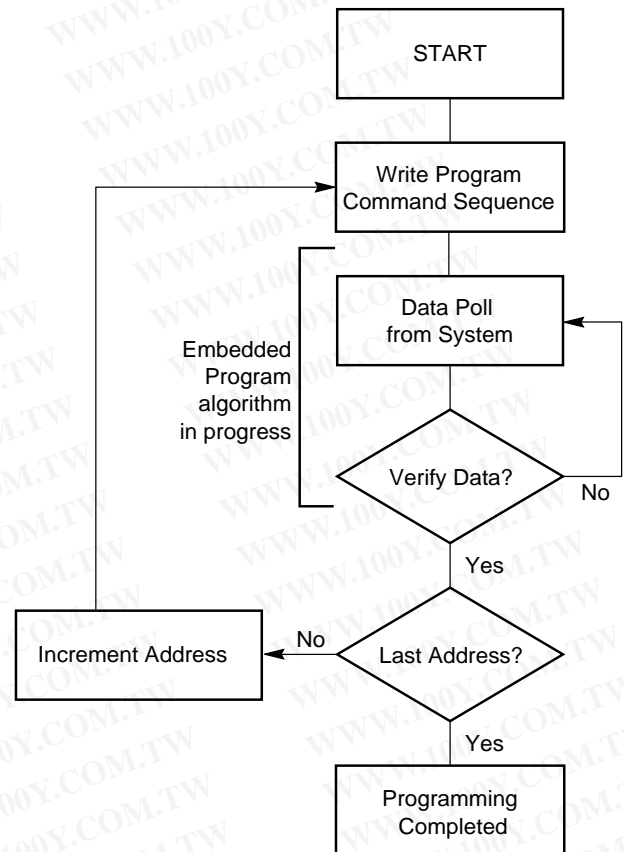 START
Write Program
Command Sequence
Data Poll
from System
Embedded
Program
algorithm
in progress
Verify Data?
No
Yes
Increment Address
No
Last Address?
Yes
Programming
Completed
WWW.100Y.COM.TW